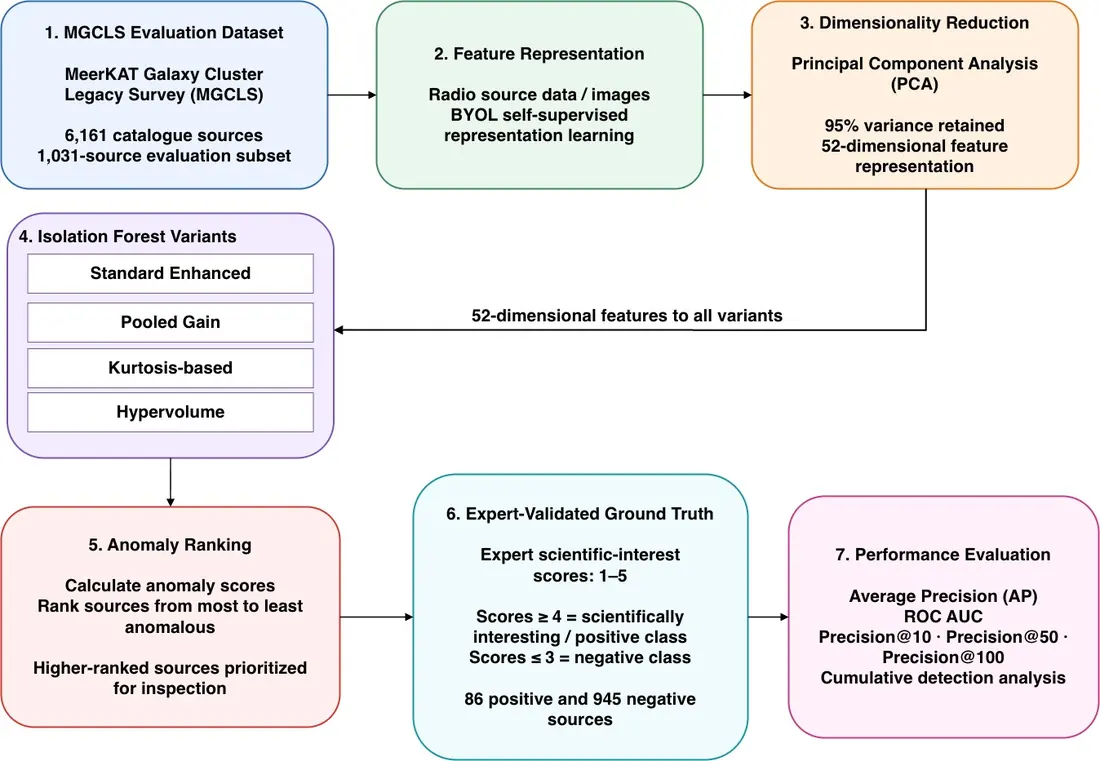 1. MGCLS Evaluation Dataset
MeerKAT Galaxy Cluster
Legacy Survey (MGCLS)
6,161 catalogue sources
1,031-source evaluation subset
2. Feature Representation
Radio source data / images
BYOL self-supervised
representation learning
3. Dimensionality Reduction
Principal Component Analysis
(PCA)
95% variance retained
52-dimensional feature
representation
4. Isolation Forest Variants
Standard Enhanced
Pooled Gain
Kurtosis-based
Hypervolume
52-dimensional features to all variants
5. Anomaly Ranking
Calculate anomaly scores
Rank sources from most to least
anomalous
Higher-ranked sources prioritized
for inspection
6. Expert-Validated Ground Truth
Expert scientific-interest
scores: 1–5
Scores ≥ 4 = scientifically
interesting / positive class
Scores ≤ 3 = negative class
86 positive and 945 negative
sources
7. Performance Evaluation
Average Precision (AP)
ROC AUC
Precision@10 · Precision@50 ·
Precision@100
Cumulative detection analysis